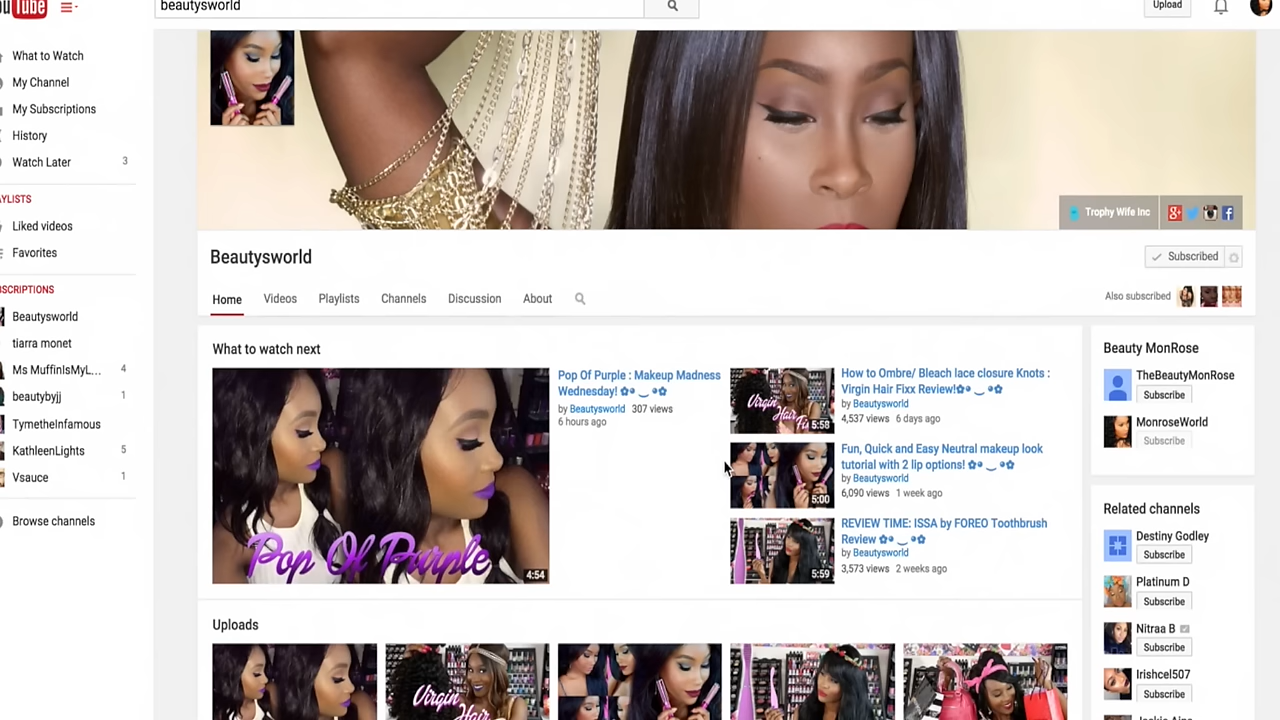 Tube
beautysworld
Upload
What to Watch
My Channel
My Subscriptions
History
Watch Later 3
Liked videos
Favorites
Beautysworld
tiarra monet
Ms MuffinIsMyL... 4
beautybyjj 1
TymetheInfamous
KathleenLights 5
Vsauce 1
Browse channels
Trophy Wife Inc
Beautysworld
Subscribed
Home Videos Playlists Channels Discussion About
Also subscribed
What to watch next
Pop Of Purple
4:54
Pop Of Purple : Makeup Madness
Wednesday! ✿• ‿ •✿
by Beautysworld 307 views
6 hours ago
Virgin
Hair
5:58
How to Ombre/ Bleach lace closure Knots :
Virgin Hair Fixx Review!✿• ‿ •✿
by Beautysworld
4,537 views 6 days ago
5:00
Fun, Quick and Easy Neutral makeup look
tutorial with 2 lip options! ✿• ‿ •✿
by Beautysworld
6,090 views 1 week ago
5:59
REVIEW TIME: ISSA by FOREO Toothbrush
Review ✿• ‿ •✿
by Beautysworld
3,573 views 2 weeks ago
Uploads
Virgin
Hair
Beauty MonRose
TheBeautyMonRose
Subscribe
MonroseWorld
Subscribe
Related channels
Destiny Godley
Subscribe
Platinum D
Subscribe
Nitraa B
Subscribe
Irishcel507
Subscribe